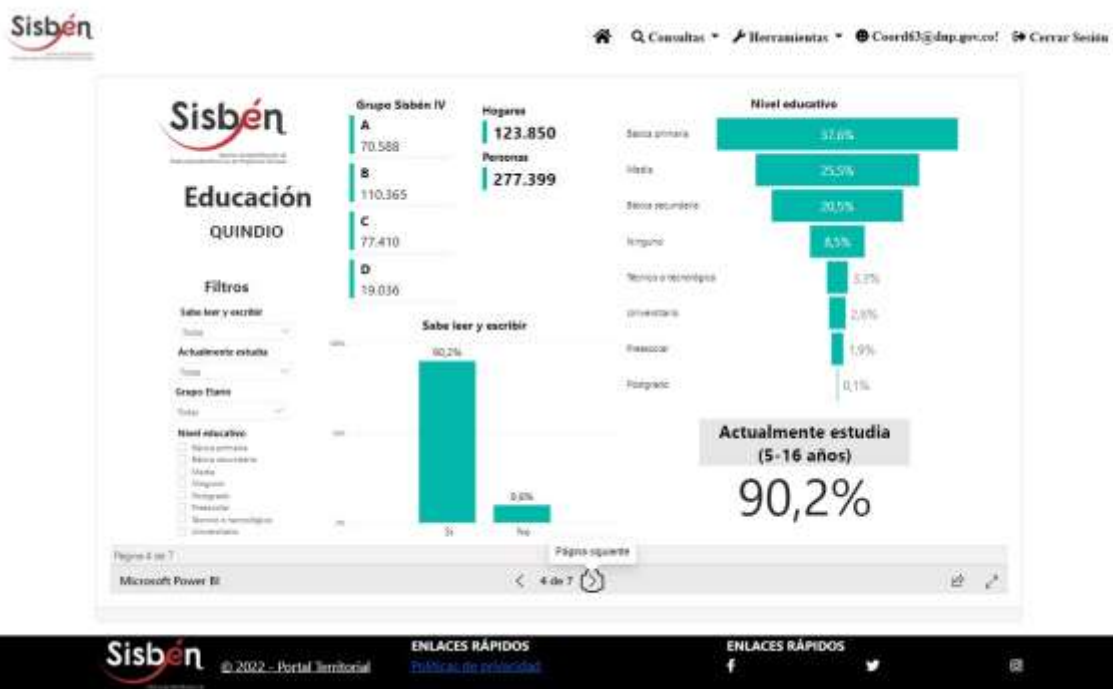 Sisbén
Consultas
Herramientas
Coord63@dnp.gov.co!
Cerrar Sesión
Sisbén
Educación
QUINDIO
Filtros
Sabe leer y escribir
Todas
Actualmente estudia
Todas
Grupo Etario
Todas
Nivel educativo
Básica primaria
Básica secundaria
Media
Ninguno
Postgrado
Preescolar
Técnico o tecnológico
Universitario
Grupo Sisbén IV
A
70.588
B
110.365
C
77.410
D
19.036
Hogares
123.850
Personas
277.399
Sabe leer y escribir
100%
90,2%
50%
0%
Si
No
Nivel educativo
Básica primaria 37,6%
Media 25,5%
Básica secundaria 20,5%
Ninguno 8,5%
Técnico o tecnológico 3,3%
Universitario
Preescolar 1,9%
Postgrado 0,1%
Actualmente estudia
(5-16 años)
90,2%
Página 4 de 7
Página siguiente
Microsoft Power BI
4 de 7
Sisbén
© 2022 - Portal Territorial
ENLACES RÁPIDOS
Políticas de privacidad
ENLACES RÁPIDOS